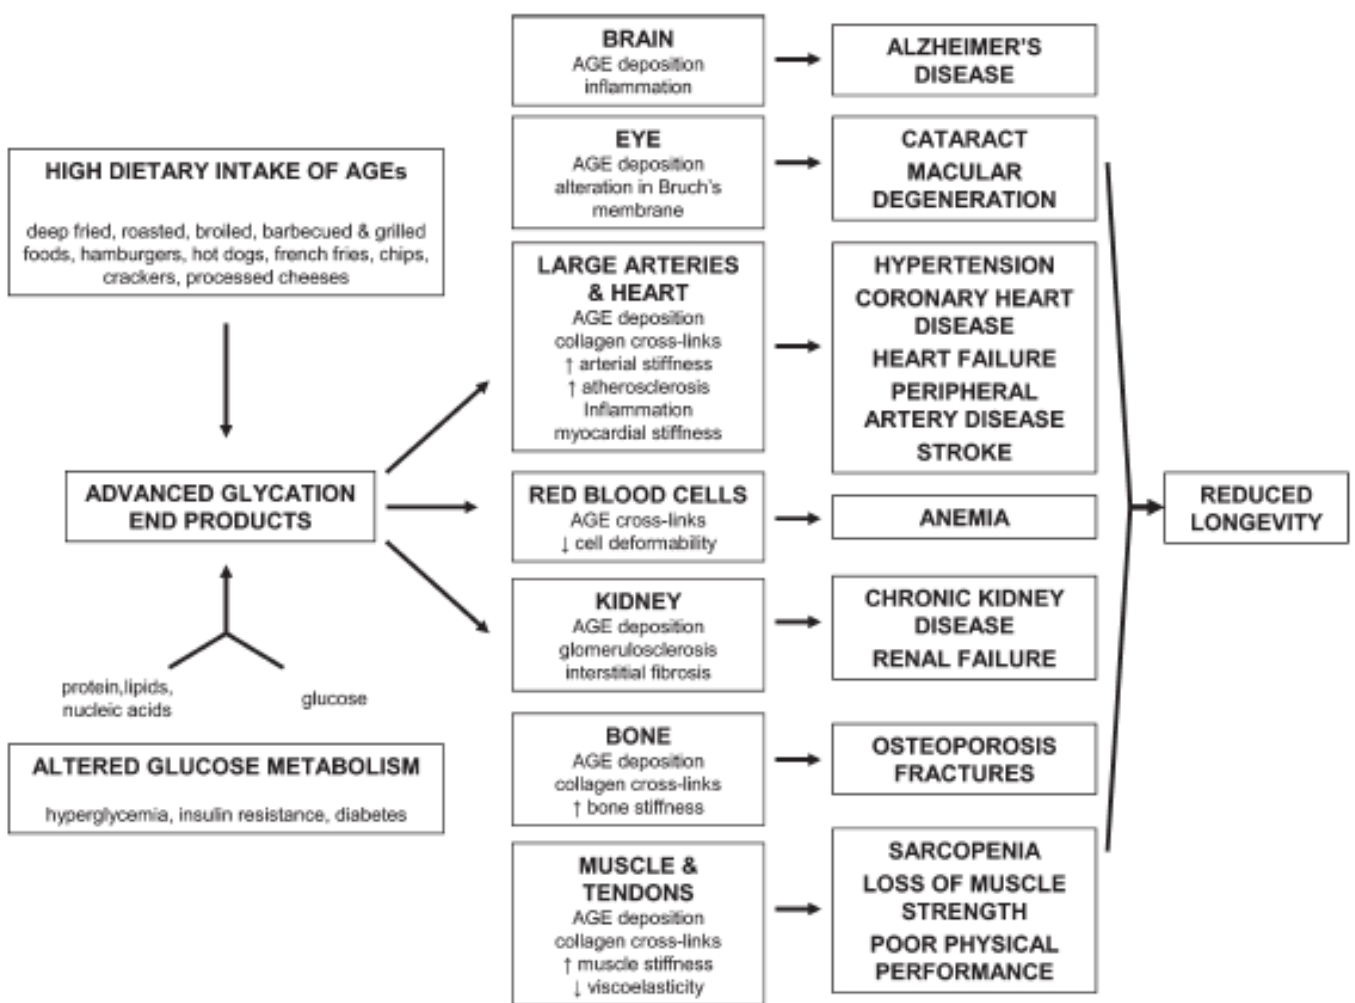 HIGH DIETARY INTAKE OF AGEs
deep fried, roasted, broiled, barbecued & grilled
foods, hamburgers, hot dogs, french fries, chips,
crackers, processed cheeses
ADVANCED GLYCATION
END PRODUCTS
protein,lipids,
nucleic acids
glucose
ALTERED GLUCOSE METABOLISM
hyperglycemia, insulin resistance, diabetes
BRAIN
AGE deposition
inflammation
ALZHEIMER'S
DISEASE
EYE
AGE deposition
alteration in Bruch's
membrane
CATARACT
MACULAR
DEGENERATION
LARGE ARTERIES
& HEART
AGE deposition
collagen cross-links
↑ arterial stiffness
↑ atherosclerosis
Inflammation
myocardial stiffness
HYPERTENSION
CORONARY HEART
DISEASE
HEART FAILURE
PERIPHERAL
ARTERY DISEASE
STROKE
RED BLOOD CELLS
AGE cross-links
↓ cell deformability
ANEMIA
KIDNEY
AGE deposition
glomerulosclerosis
interstitial fibrosis
CHRONIC KIDNEY
DISEASE
RENAL FAILURE
BONE
AGE deposition
collagen cross-links
↑ bone stiffness
OSTEOPOROSIS
FRACTURES
MUSCLE &
TENDONS
AGE deposition
collagen cross-links
↑ muscle stiffness
↓ viscoelasticity
SARCOPENIA
LOSS OF MUSCLE
STRENGTH
POOR PHYSICAL
PERFORMANCE
REDUCED
LONGEVITY